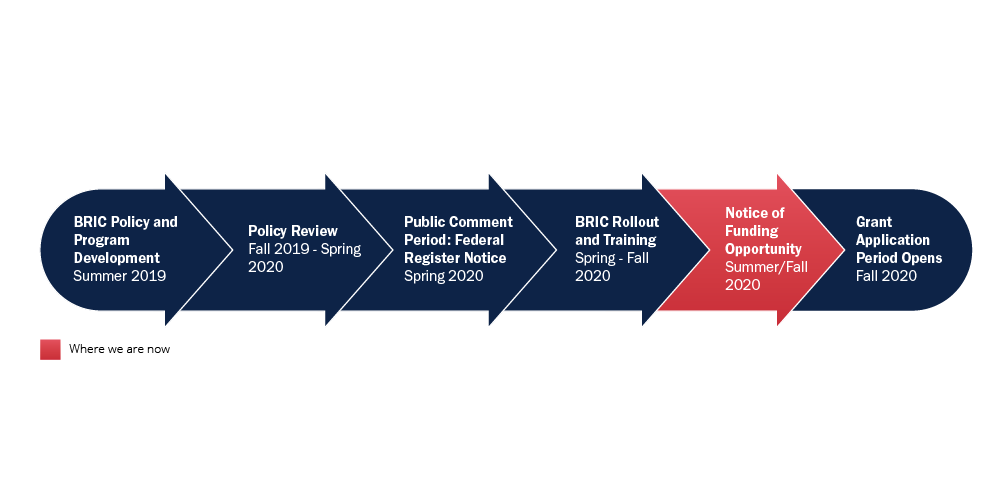 BRIC Policy and
Program
Development
Summer 2019
Policy Review
Fall 2019 - Spring
2020
Public Comment
Period: Federal
Register Notice
Spring 2020
BRIC Rollout
and Training
Spring - Fall
2020
Notice of
Funding
Opportunity
Summer/Fall
2020
Grant
Application
Period Opens
Fall 2020
Where we are now